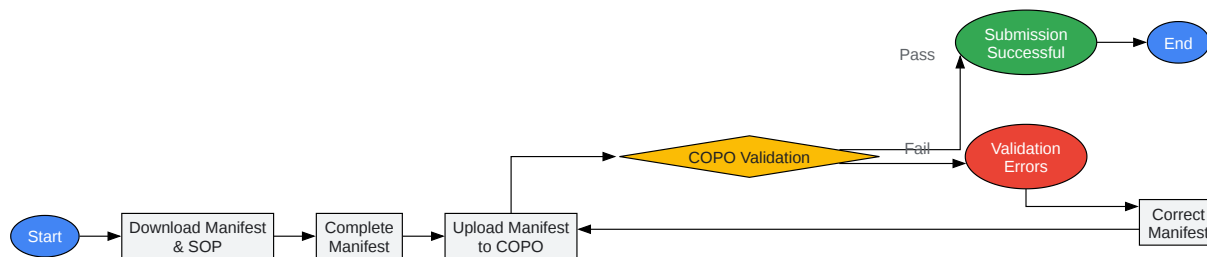 Start
Download Manifest
& SOP
Complete
Manifest
Upload Manifest
to COPO
COPO Validation
Pass
Fail
Submission
Successful
End
Validation
Errors
Correct
Manifest